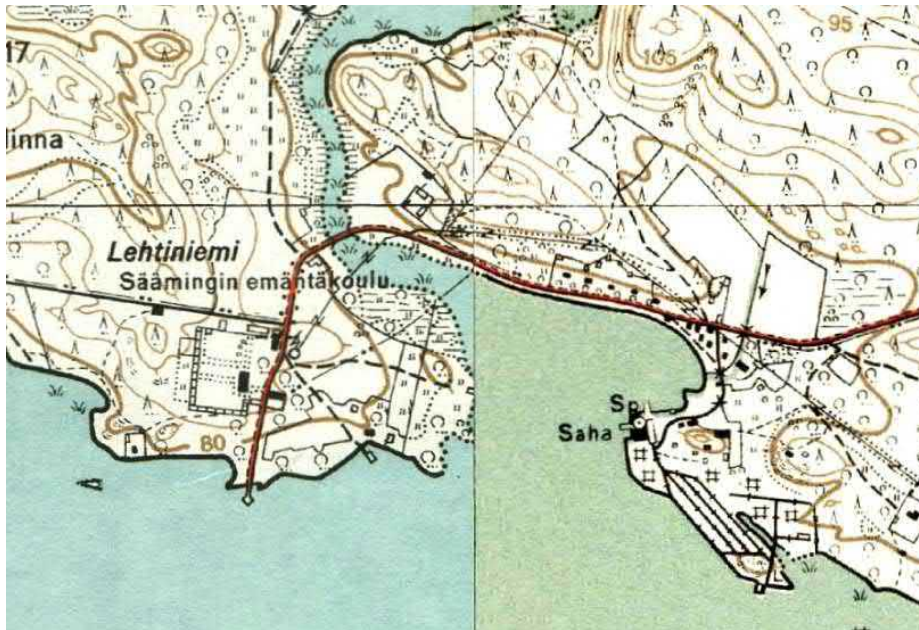 17
95
105
linna
Lehtiniemi
Säämingin emäntäkoulu
Sp
Saha
80